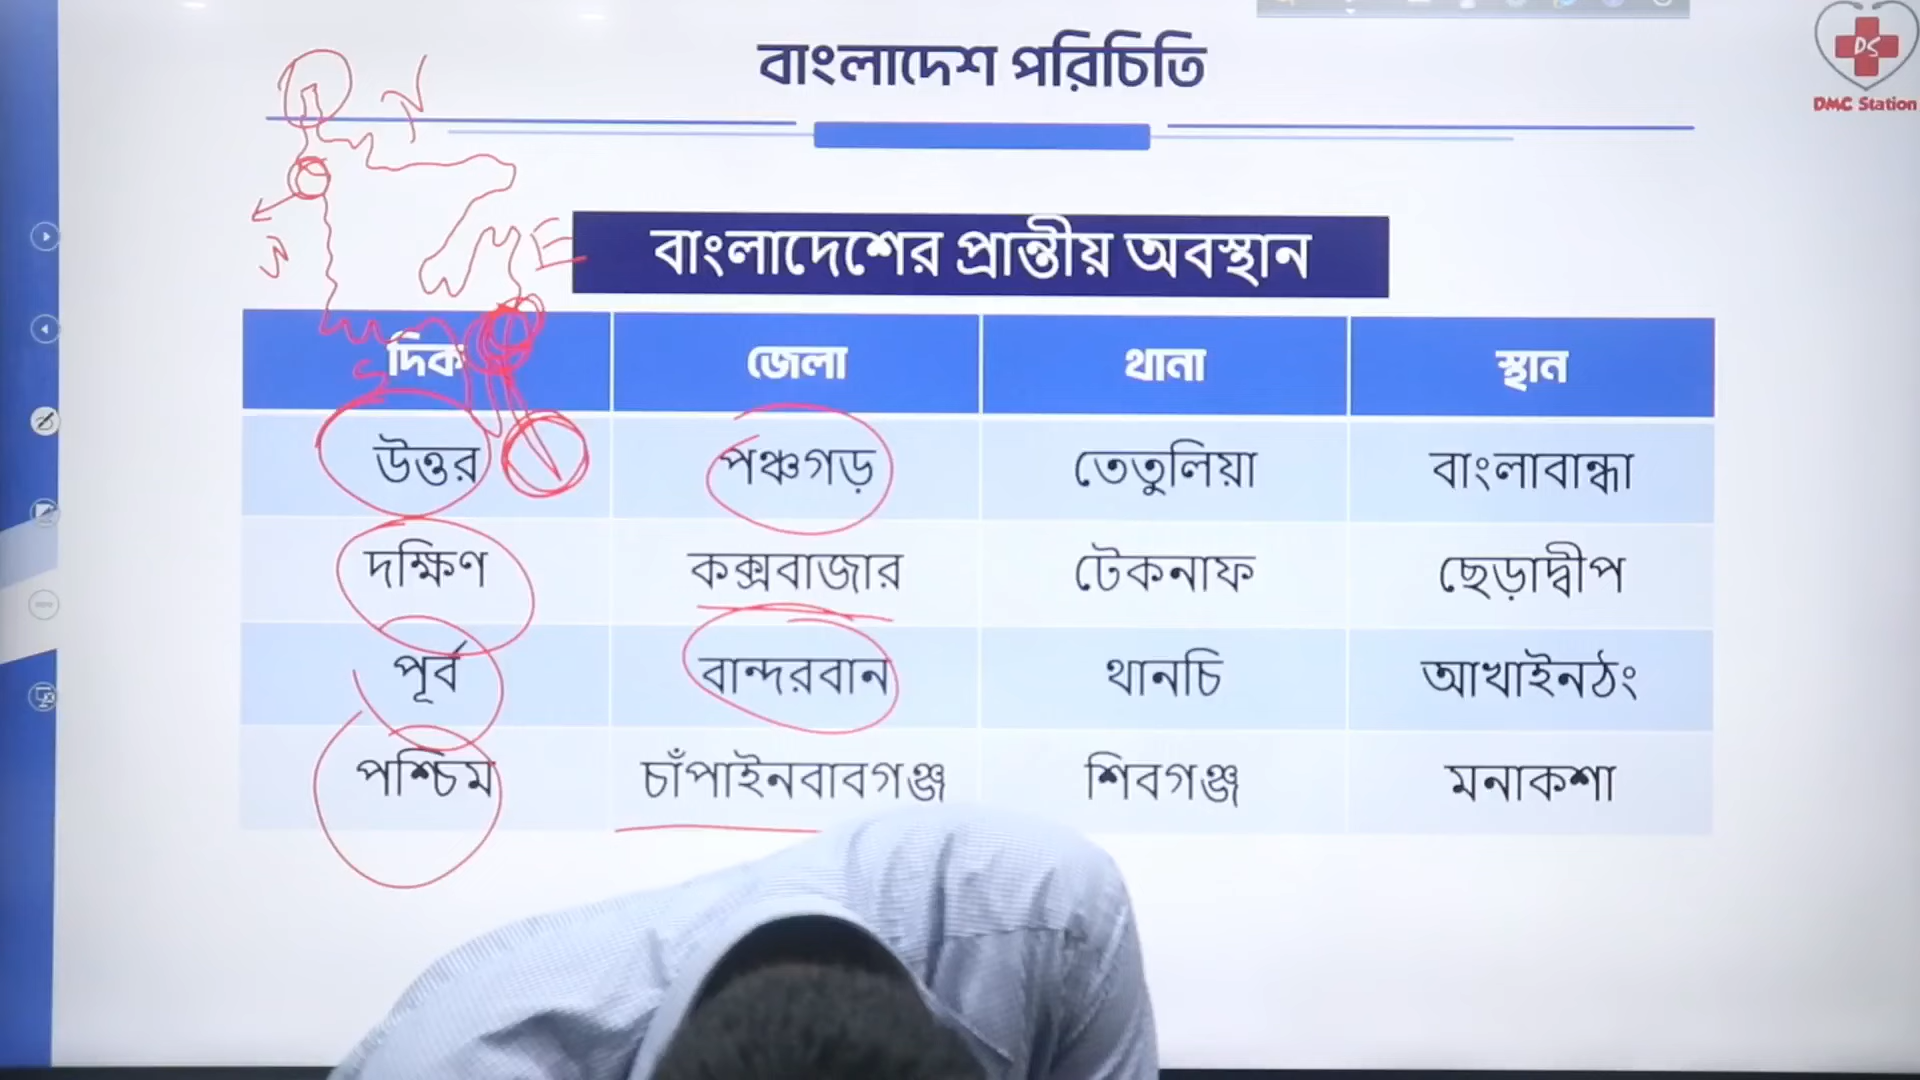 বাংলাদেশ পরিচিতি
DS
DMC Station
N
E
বাংলাদেশের প্রান্তীয় অবস্থান
দিক জেলা থানা স্থান
উত্তর পঞ্চগড় তেতুলিয়া বাংলাবান্ধা
দক্ষিণ কক্সবাজার টেকনাফ ছেড়াদ্বীপ
পূর্ব বান্দরবান থানচি আখাইনঠং
পশ্চিম চাঁপাইনবাবগঞ্জ শিবগঞ্জ মনাকশা